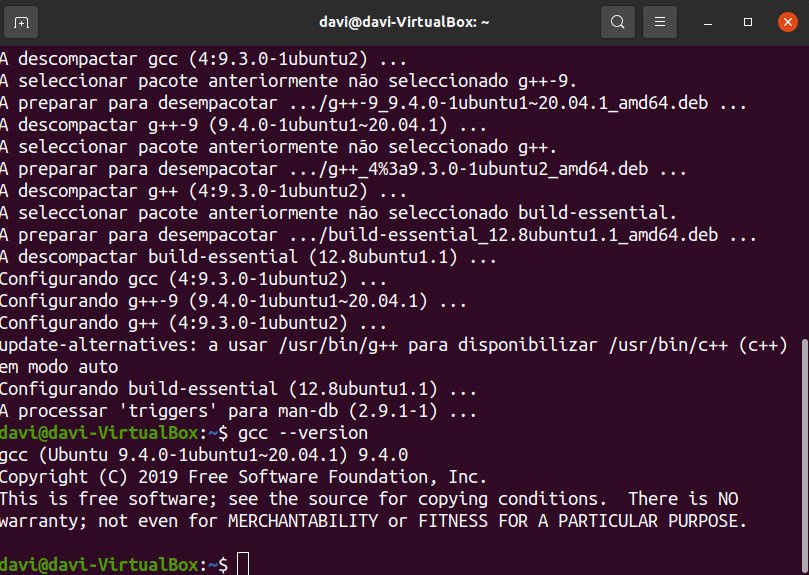 davi@davi-VirtualBox: ~
A descompactar gcc (4:9.3.0-1ubuntu2) ...
A seleccionar pacote anteriormente não seleccionado g++-9.
A preparar para desempacotar .../g++-9_9.4.0-1ubuntu1~20.04.1_amd64.deb ...
A descompactar g++-9 (9.4.0-1ubuntu1~20.04.1) ...
A seleccionar pacote anteriormente não seleccionado g++.
A preparar para desempacotar .../g++_4%3a9.3.0-1ubuntu2_amd64.deb ...
A descompactar g++ (4:9.3.0-1ubuntu2) ...
A seleccionar pacote anteriormente não seleccionado build-essential.
A preparar para desempacotar .../build-essential_12.8ubuntu1.1_amd64.deb ...
A descompactar build-essential (12.8ubuntu1.1) ...
Configurando gcc (4:9.3.0-1ubuntu2) ...
Configurando g++-9 (9.4.0-1ubuntu1~20.04.1) ...
Configurando g++ (4:9.3.0-1ubuntu2) ...
update-alternatives: a usar /usr/bin/g++ para disponibilizar /usr/bin/c++ (c++)
em modo auto
Configurando build-essential (12.8ubuntu1.1) ...
A processar 'triggers' para man-db (2.9.1-1) ...
davi@davi-VirtualBox:~$ gcc --version
gcc (Ubuntu 9.4.0-1ubuntu1~20.04.1) 9.4.0
Copyright (C) 2019 Free Software Foundation, Inc.
This is free software; see the source for copying conditions.  There is NO
warranty; not even for MERCHANTABILITY or FITNESS FOR A PARTICULAR PURPOSE.
davi@davi-VirtualBox:~$